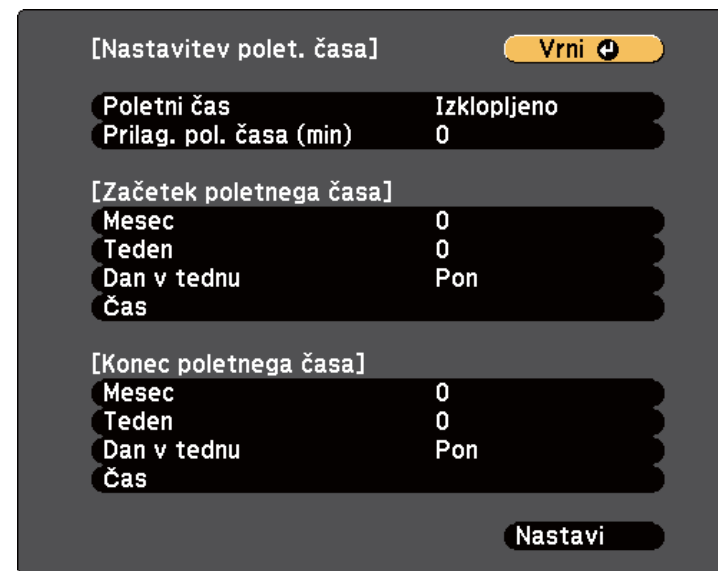 [Nastavitev polet. časa] Vrni
Poletni čas Izklopljeno
Prilag. pol. časa (min) 0
[Začetek poletnega časa]
Mesec 0
Teden 0
Dan v tednu Pon
Čas
[Konec poletnega časa]
Mesec 0
Teden 0
Dan v tednu Pon
Čas
Nastavi